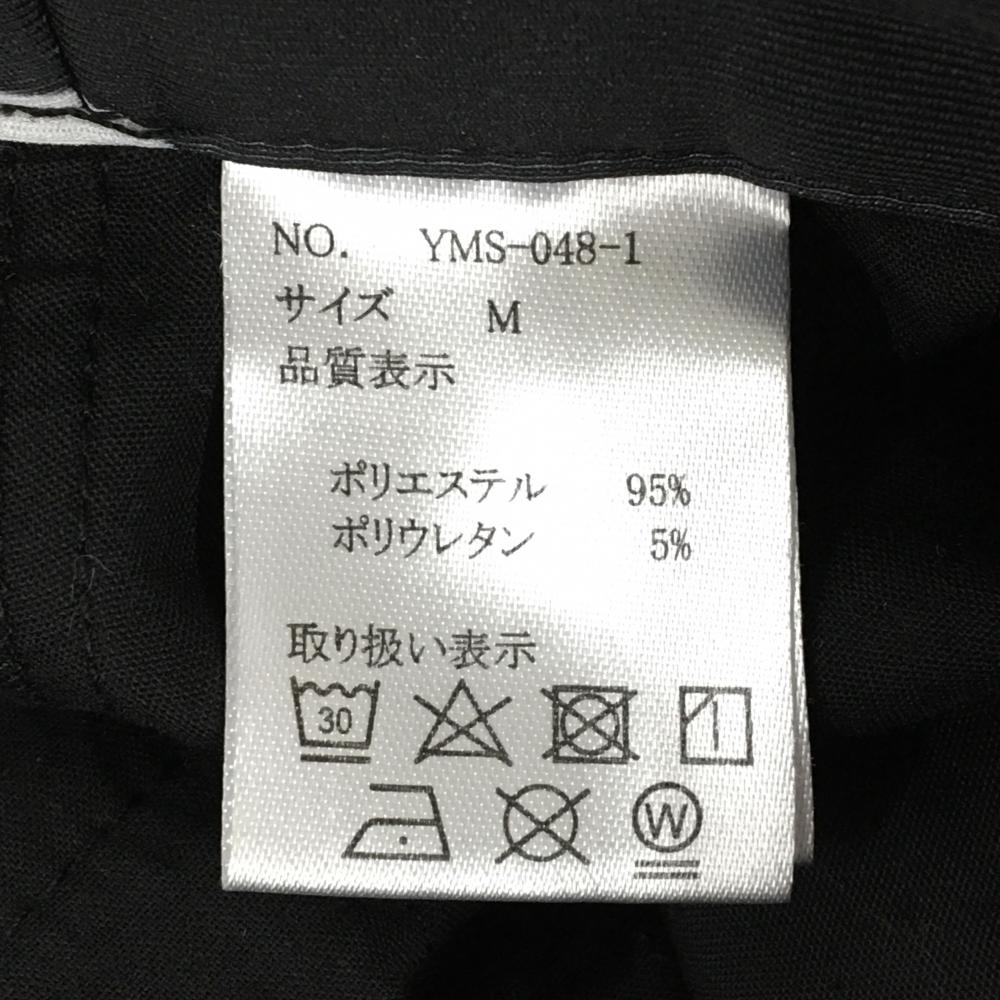 NO. YMS-048-1
サイズ M
品質表示
ポリエステル 95%
ポリウレタン 5%
取り扱い表示
30
W